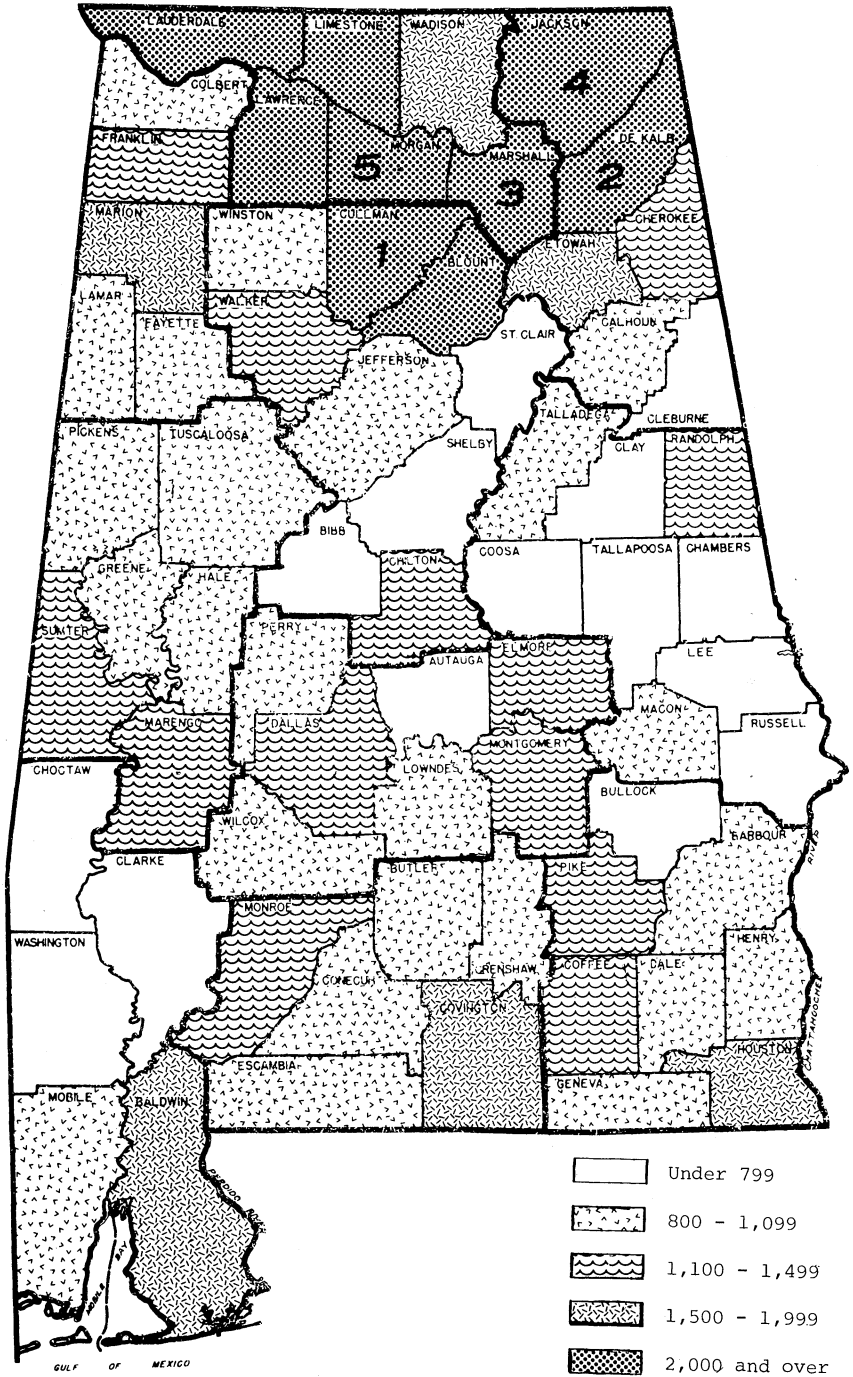 LAUDERDALE
LIMESTONE
MADISON
JACKSON
COLBERT
LAWRENCE
4
FRANKLIN
MORGAN
MARSHALL
DE KALB
5
3
2
MARION
WINSTON
CULLMAN
CHEROKEE
ETOWAH
1
BLOUNT
LAMAR
WALKER
FAYETTE
ST. CLAIR
CALHOUN
JEFFERSON
TALLADEGA
CLEBURNE
PICKENS
TUSCALOOSA
SHELBY
CLAY
RANDOLPH
BIBB
COOSA
TALLAPOOSA
CHAMBERS
GREENE
HALE
CHILTON
SUMTER
PERRY
AUTAUGA
ELMORE
LEE
MARENGO
DALLAS
MACON
RUSSELL
CHOCTAW
LOWNDES
MONTGOMERY
BULLOCK
WILCOX
BARBOUR
RIVER
CLARKE
BUTLER
PIKE
MONROE
WASHINGTON
HENRY
CONECUH
CRENSHAW
COFFEE
DALE
CHATTAHOOCHEE
COVINGTON
HOUSTON
ESCAMBIA
GENEVA
MOBILE
BALDWIN
PERDIDO RIVER
MOBILE BAY
GULF OF MEXICO
Under 799
800 - 1,099
1,100 - 1,499
1,500 - 1,999
2,000 and over